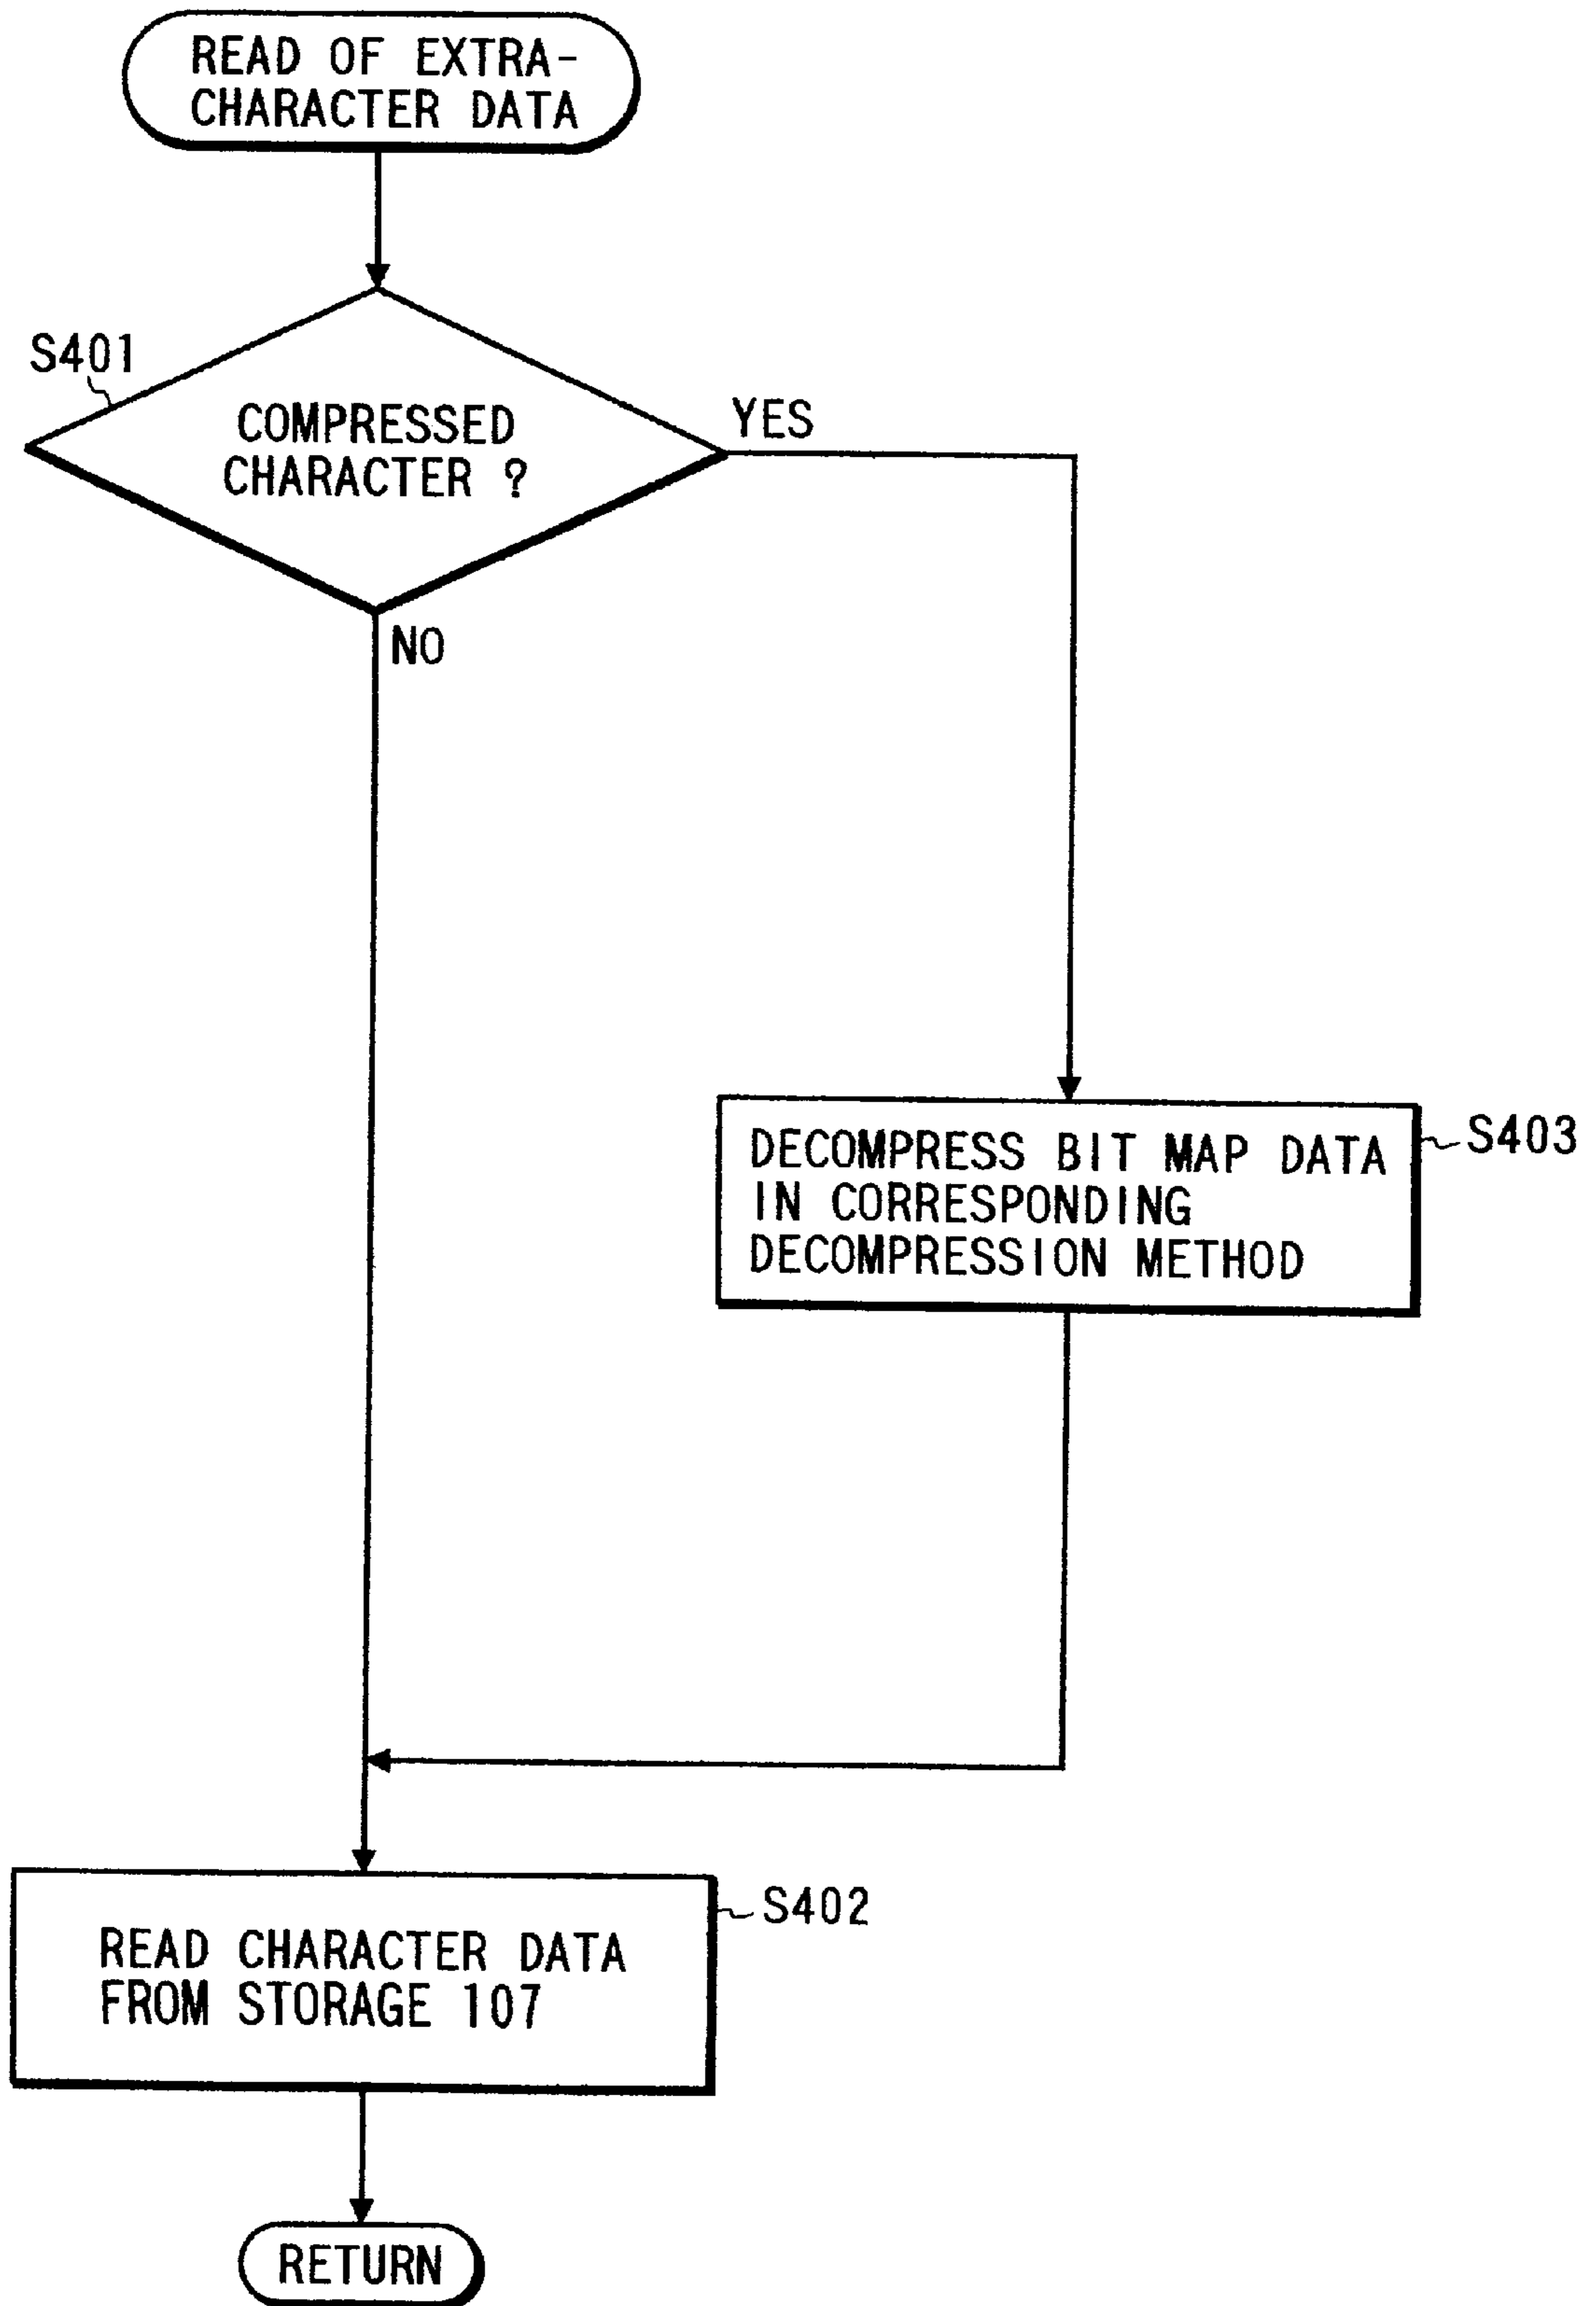 READ OF EXTRA-
CHARACTER DATA
S401
COMPRESSED
CHARACTER ?
YES
NO
DECOMPRESS BIT MAP DATA
IN CORRESPONDING
DECOMPRESSION METHOD
S403
READ CHARACTER DATA
FROM STORAGE 107
S402
RETURN